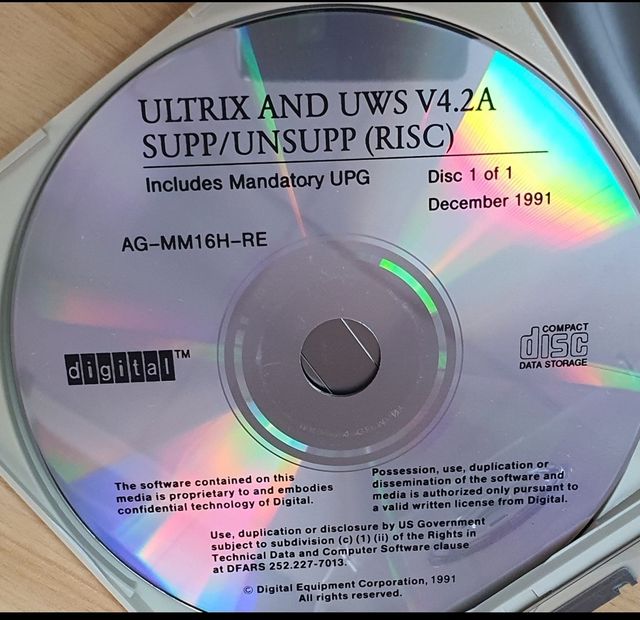 ULTRIX AND UWS V4.2A
SUPP/UNSUPP (RISC)
Includes Mandatory UPG
Disc 1 of 1
December 1991
AG-MM16H-RE
digital™
COMPACT
disc
DATA STORAGE
The software contained on this
media is proprietary to and embodies
confidential technology of Digital.
Possession, use, duplication or
dissemination of the software and
media is authorized only pursuant to
a valid written license from Digital.
Use, duplication or disclosure by US Government
subject to subdivision (c) (1) (ii) of the Rights in
Technical Data and Computer Software clause
at DFARS 252.227-7013.
© Digital Equipment Corporation, 1991
All rights reserved.